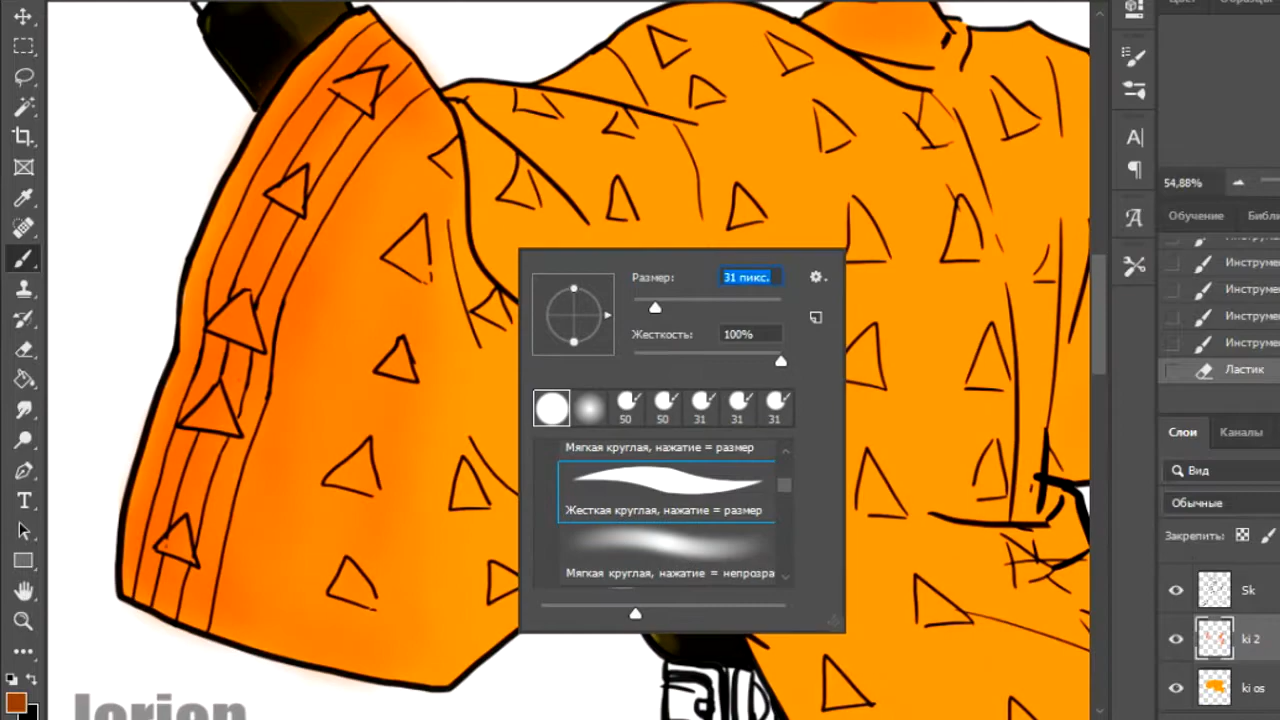 54,88%
Обучение
Инструме
Инструме
Инструме
Инструме
Ластик
Слои
Каналы
Вид
Обычные
Закрепить:
Sk
ki 2
ki os
Размер:
31 пикс.
Жесткость:
100%
50
50
31
31
31
Мягкая круглая, нажатие = размер
Жесткая круглая, нажатие = размер
Мягкая круглая, нажатие = непрозра